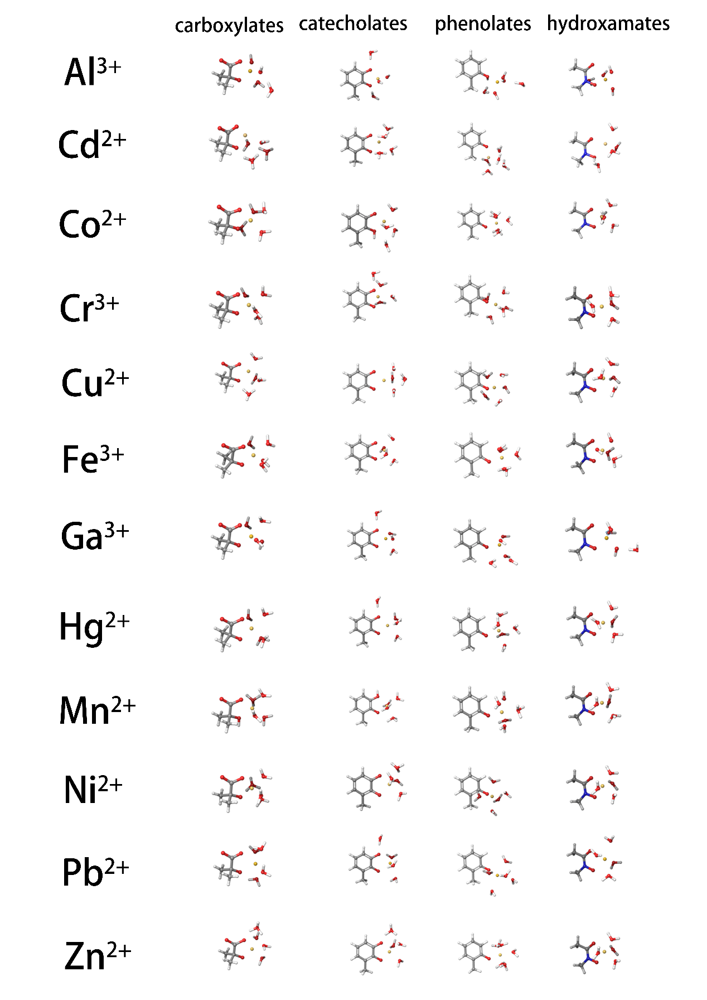 carboxylates catecholates phenolates hydroxamates
Al3+
Cd2+
Co2+
Cr3+
Cu2+
Fe3+
Ga3+
Hg2+
Mn2+
Ni2+
Pb2+
Zn2+